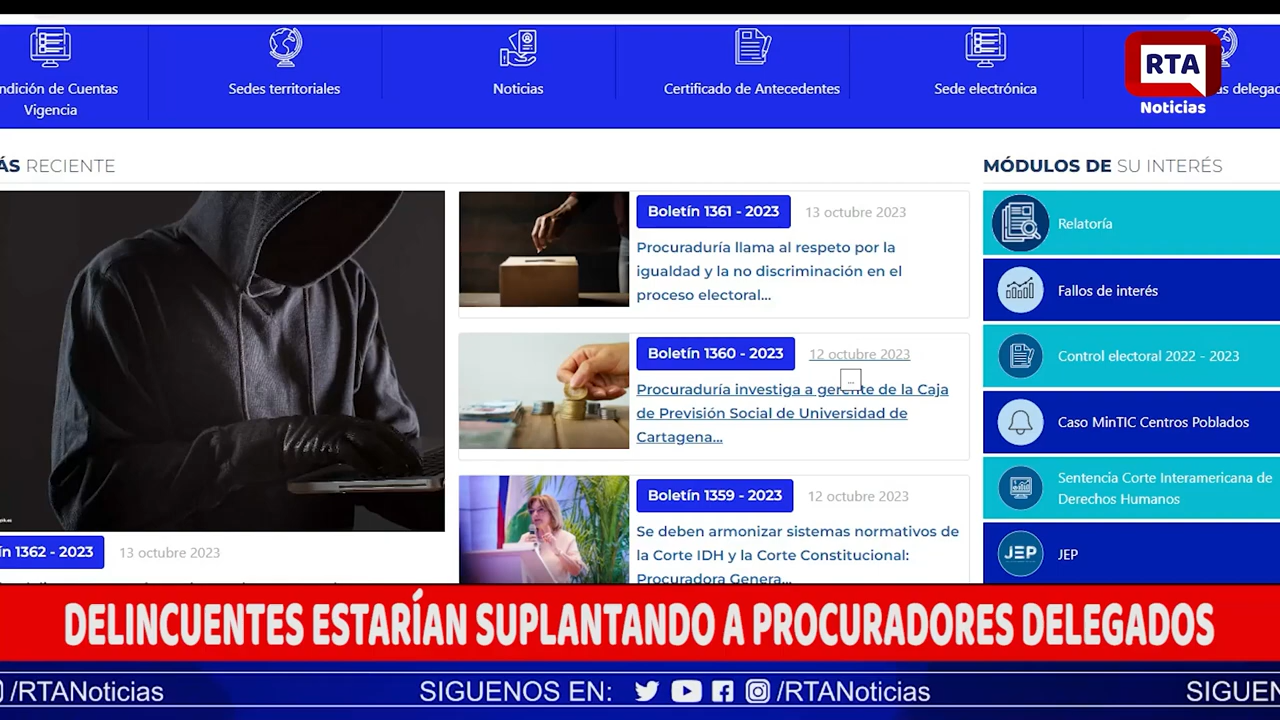 ndición de Cuentas
Vigencia
Sedes territoriales
Noticias
Certificado de Antecedentes
Sede electrónica
as delegad
RTA
Noticias
ÁS RECIENTE
MÓDULOS DE SU INTERÉS
Boletín 1361 - 2023
13 octubre 2023
Procuraduría llama al respeto por la
igualdad y la no discriminación en el
proceso electoral...
Boletín 1360 - 2023
12 octubre 2023
...
Procuraduría investiga a gerente de la Caja
de Previsión Social de Universidad de
Cartagena...
Boletín 1359 - 2023
12 octubre 2023
Se deben armonizar sistemas normativos de
la Corte IDH y la Corte Constitucional:
Procuradora Genera...
ín 1362 - 2023
13 octubre 2023
Relatoría
Fallos de interés
Control electoral 2022 - 2023
Caso MinTIC Centros Poblados
Sentencia Corte Interamericana de
Derechos Humanos
JEP
JEP
DELINCUENTES ESTARÍAN SUPLANTANDO A PROCURADORES DELEGADOS
/RTANoticias
SIGUENOS EN:
/RTANoticias
SIGUEN